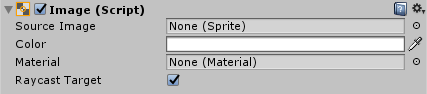 Image (Script)
Source Image None (Sprite)
Color
Material None (Material)
Raycast Target